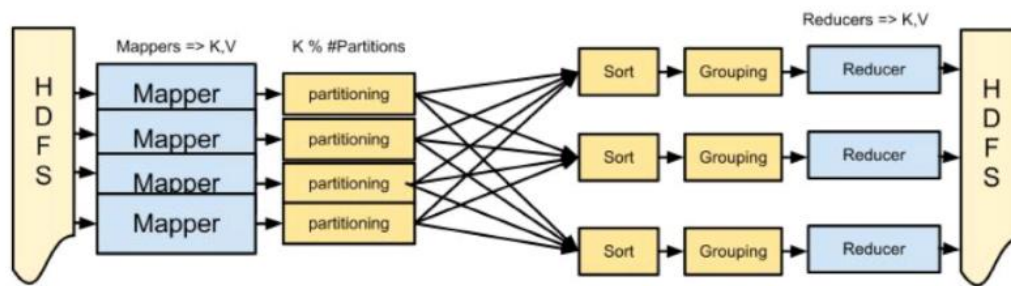 Mappers => K,V
K % #Partitions
Reducers => K,V
H
D
F
S
Mapper
partitioning
Mapper
partitioning
Mapper
partitioning
Mapper
partitioning
Sort
Grouping
Reducer
Sort
Grouping
Reducer
Sort
Grouping
Reducer
H
D
F
S